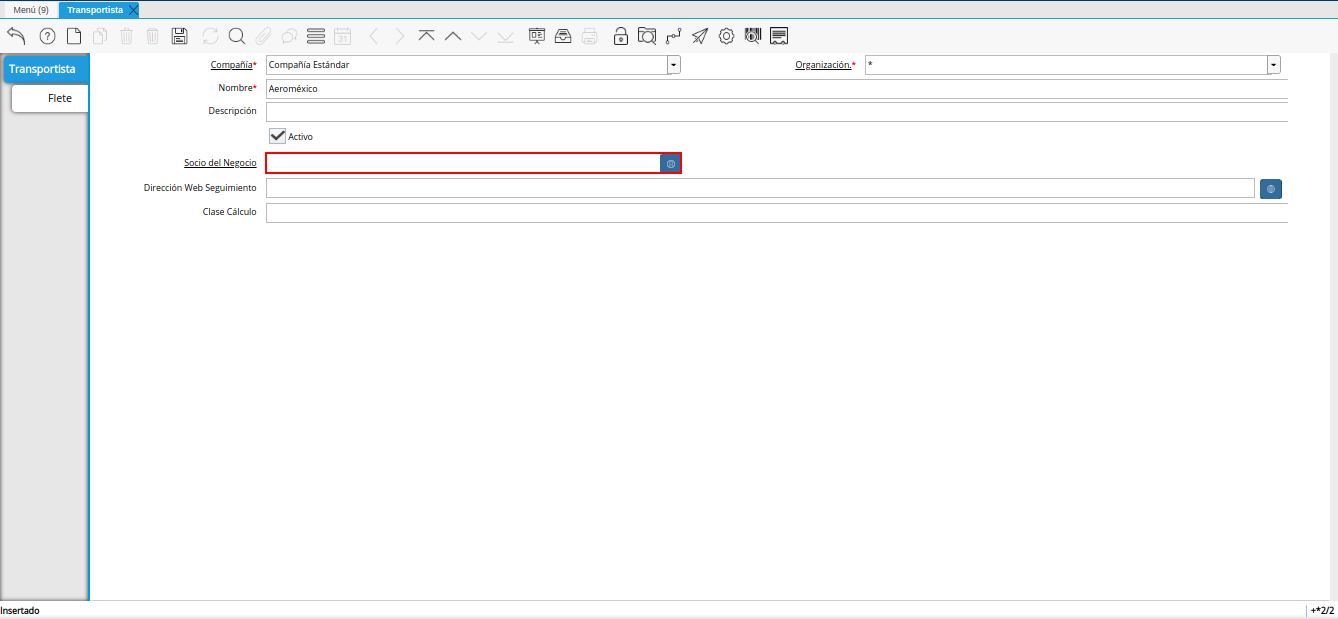 Menú (9) Transportista
?
31
Transportista
Flete
Compañía* Compañía Estándar Organización.* *
Nombre* Aeroméxico
Descripción
Activo
Socio del Negocio
Dirección Web Seguimiento
Clase Cálculo
Insertado +*2/2